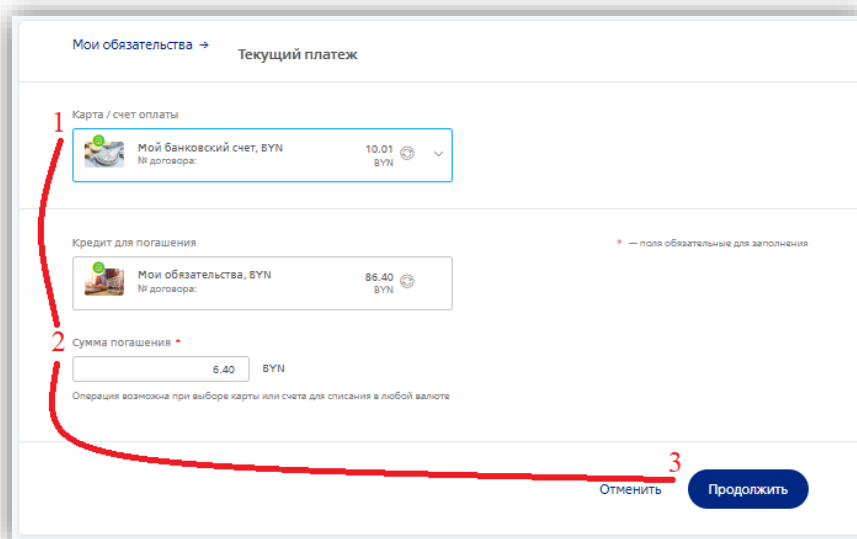 Мои обязательства →
Текущий платеж
1
Карта / счет оплаты
Мой банковский счет, BYN
№ договора:
10.01
BYN
Кредит для погашения
* — поля обязательные для заполнения
Мои обязательства, BYN
№ договора:
86.40
BYN
2
Сумма погашения *
6.40 BYN
Операция возможна при выборе карты или счета для списания в любой валюте
3
Отменить
Продолжить